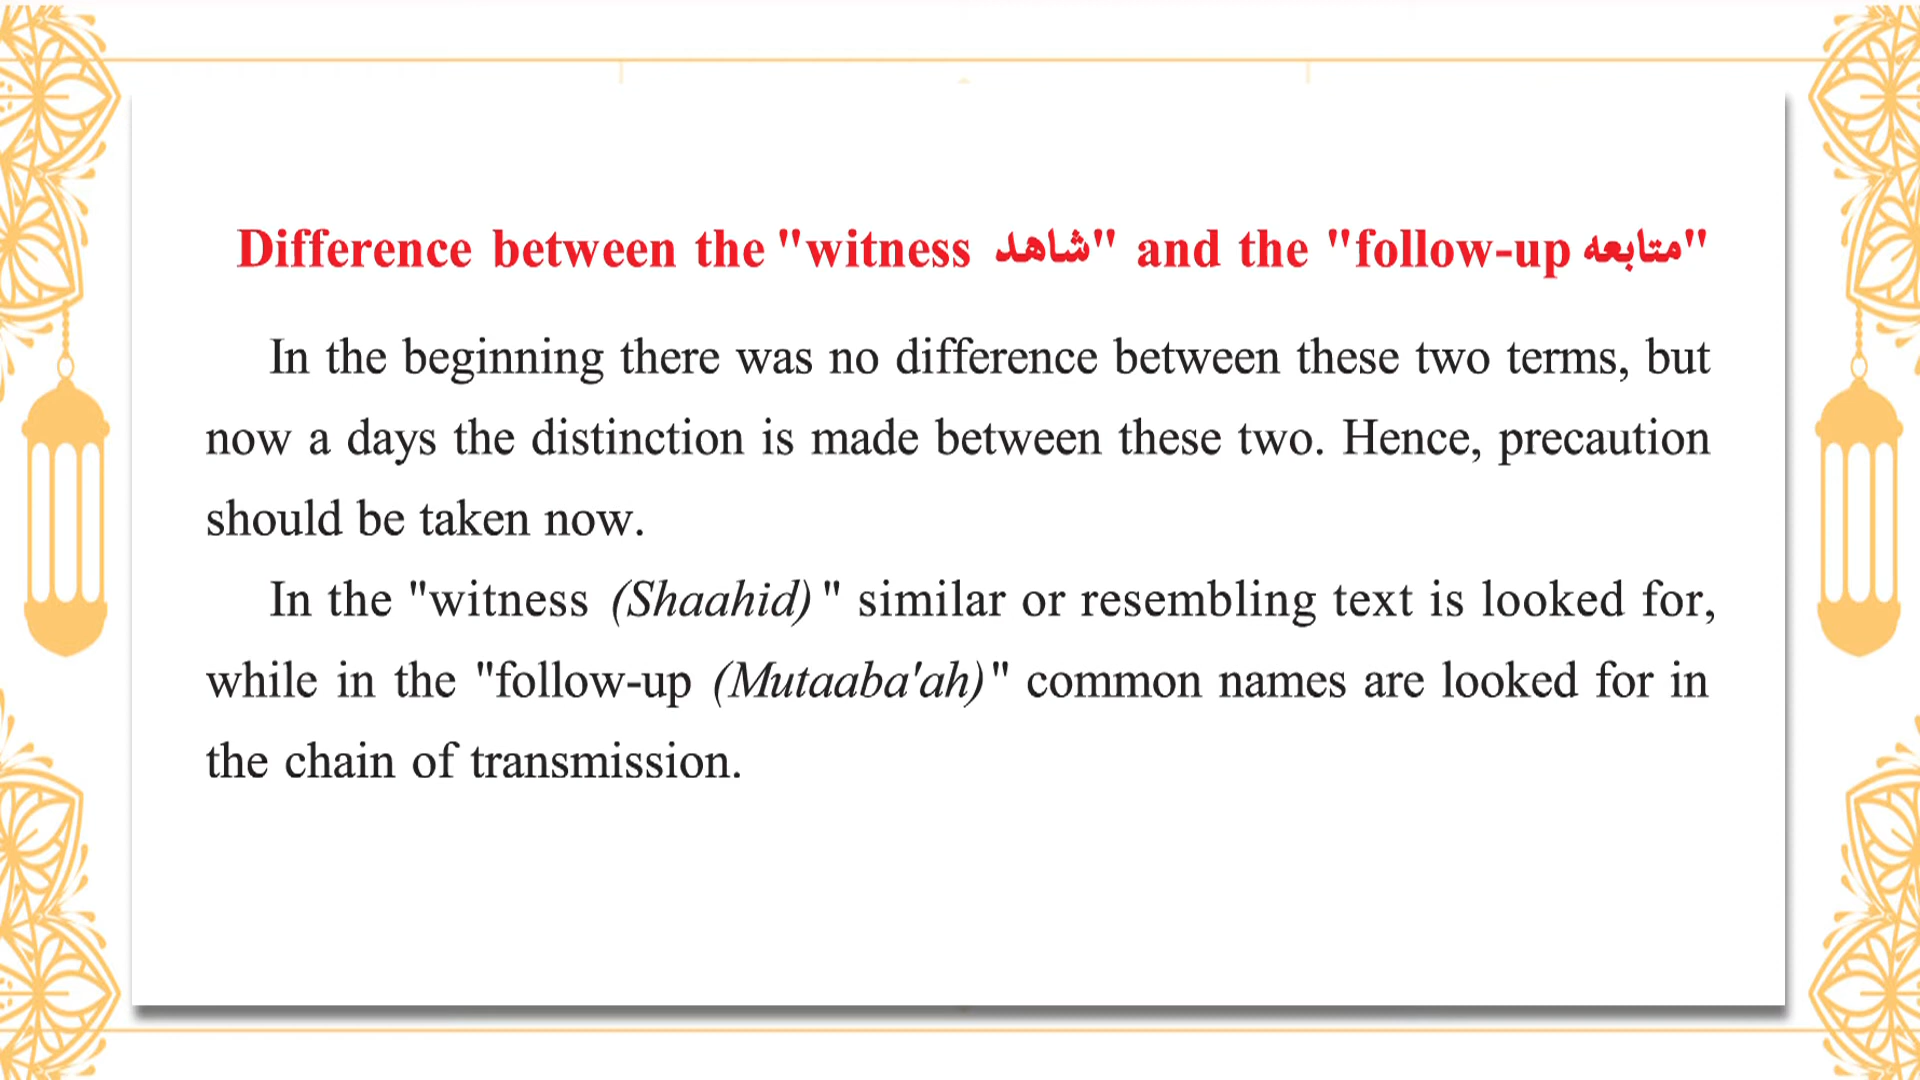 Difference between the "witness شاهد" and the "follow-up متابعه"
In the beginning there was no difference between these two terms, but
now a days the distinction is made between these two. Hence, precaution
should be taken now.
In the "witness (Shaahid)" similar or resembling text is looked for,
while in the "follow-up (Mutaaba'ah)" common names are looked for in
the chain of transmission.